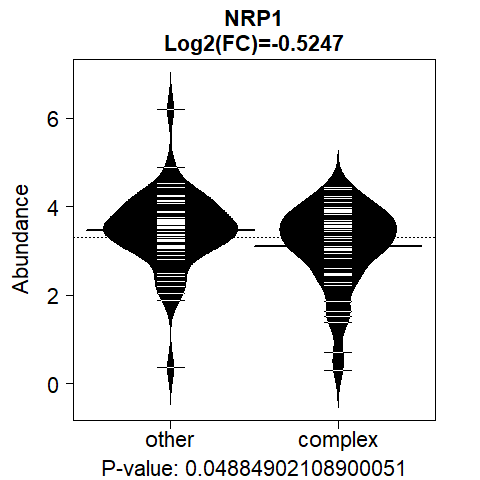 NRP1
Log2(FC)=-0.5247
Abundance
6
4
2
0
other complex
P-value: 0.04884902108900051